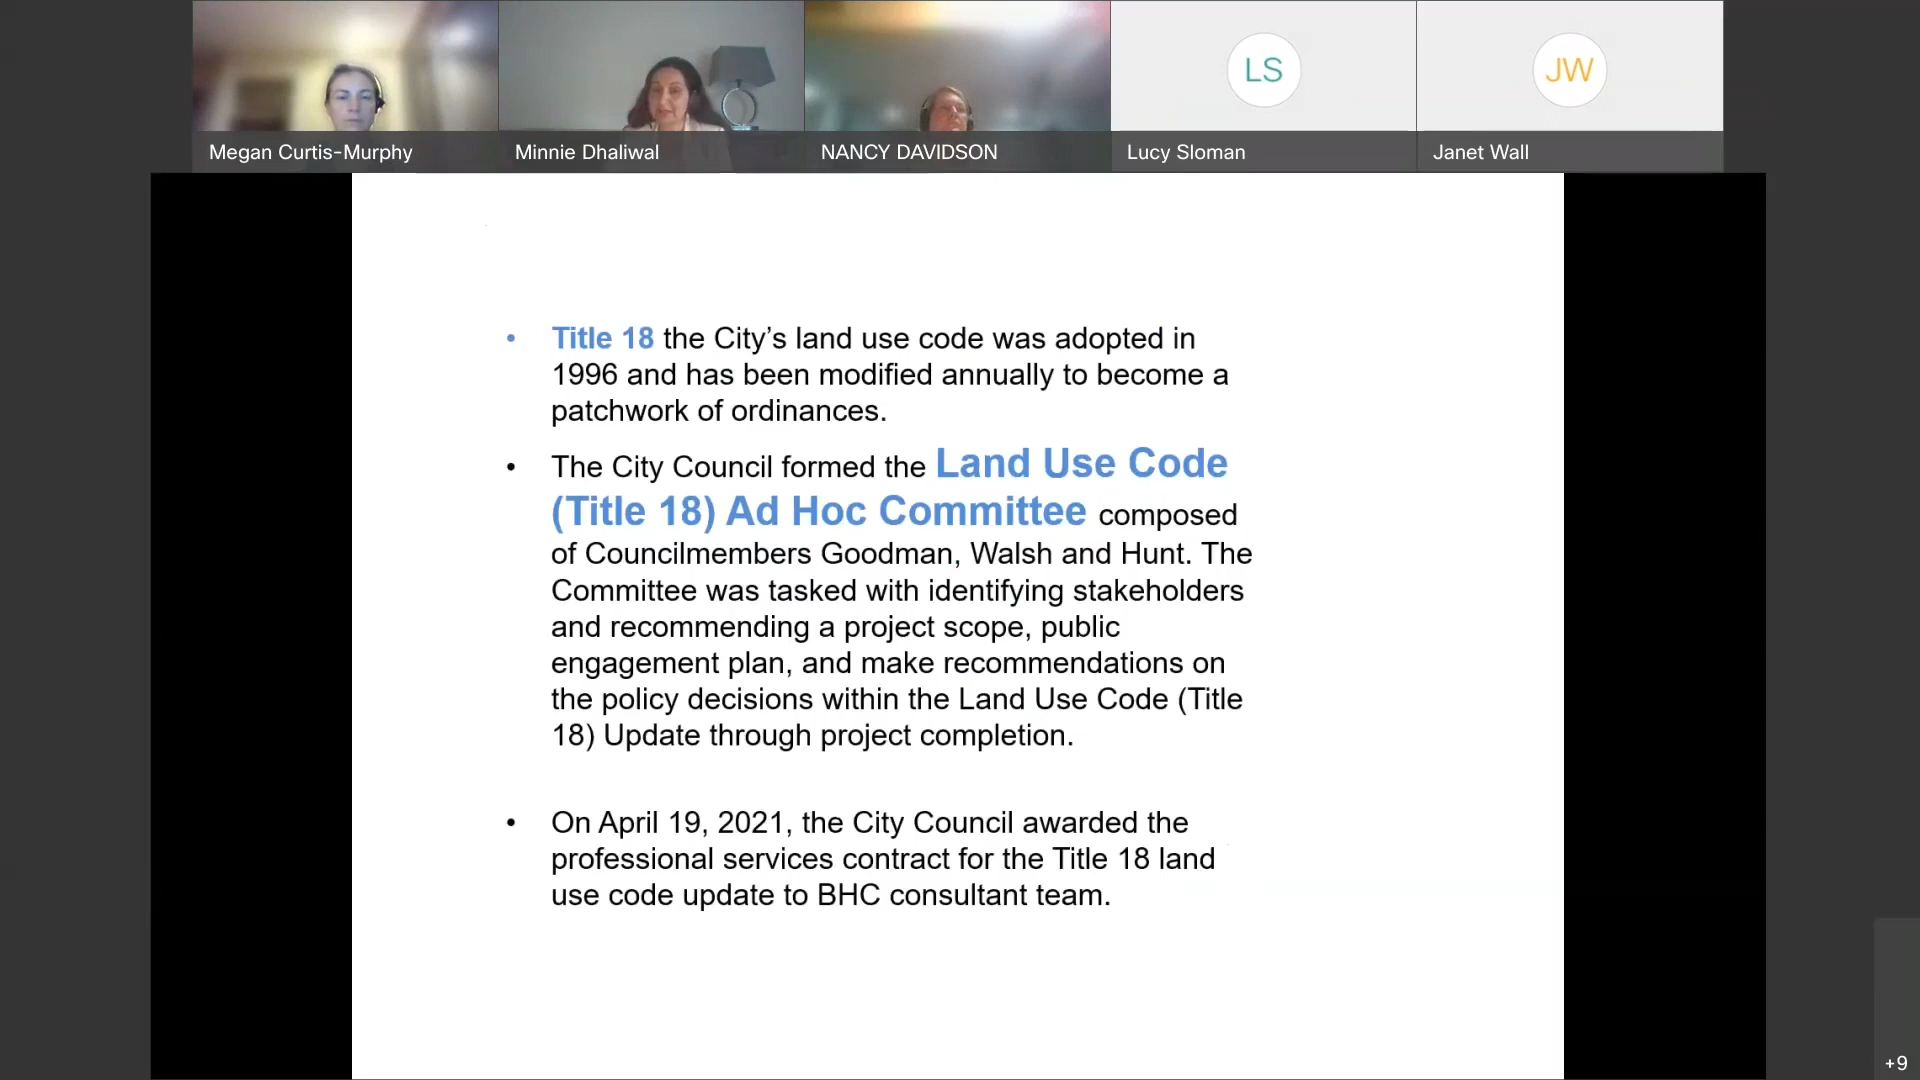 LS
JW
Megan Curtis-Murphy
Minnie Dhaliwal
NANCY DAVIDSON
Lucy Sloman
Janet Wall
• Title 18 the City’s land use code was adopted in
1996 and has been modified annually to become a
patchwork of ordinances.
• The City Council formed the Land Use Code
(Title 18) Ad Hoc Committee composed
of Councilmembers Goodman, Walsh and Hunt. The
Committee was tasked with identifying stakeholders
and recommending a project scope, public
engagement plan, and make recommendations on
the policy decisions within the Land Use Code (Title
18) Update through project completion.
• On April 19, 2021, the City Council awarded the
professional services contract for the Title 18 land
use code update to BHC consultant team.
+9